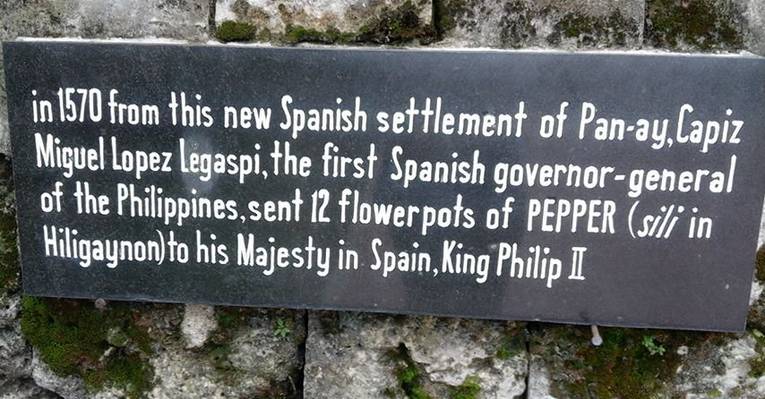 in 1570 from this new Spanish settlement of Pan-ay, Capiz
Miguel Lopez Legaspi, the first Spanish governor-general
of the Philippines, sent 12 flowerpots of PEPPER (sili in
Hiligaynon) to his Majesty in Spain, King Philip II